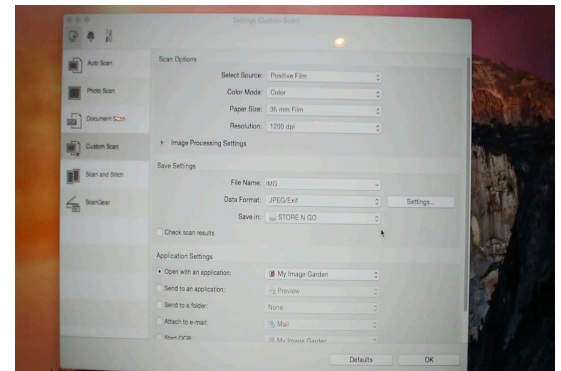 Settings (Custom Scan)
Auto Scan
Photo Scan
Document Scan
Custom Scan
Scan and Stitch
ScanGear
Scan Options
Select Source: Positive Film
Color Mode: Color
Paper Size: 35 mm Film
Resolution: 1200 dpi
Image Processing Settings
Save Settings
File Name: IMG
Data Format: JPEG/Exif Settings...
Save in: STORE N GO
Check scan results
Application Settings
Open with an application: My Image Garden
Send to an application: Preview
Send to a folder: None
Attach to e-mail: Mail
Start OCR: My Image Garden
Defaults OK